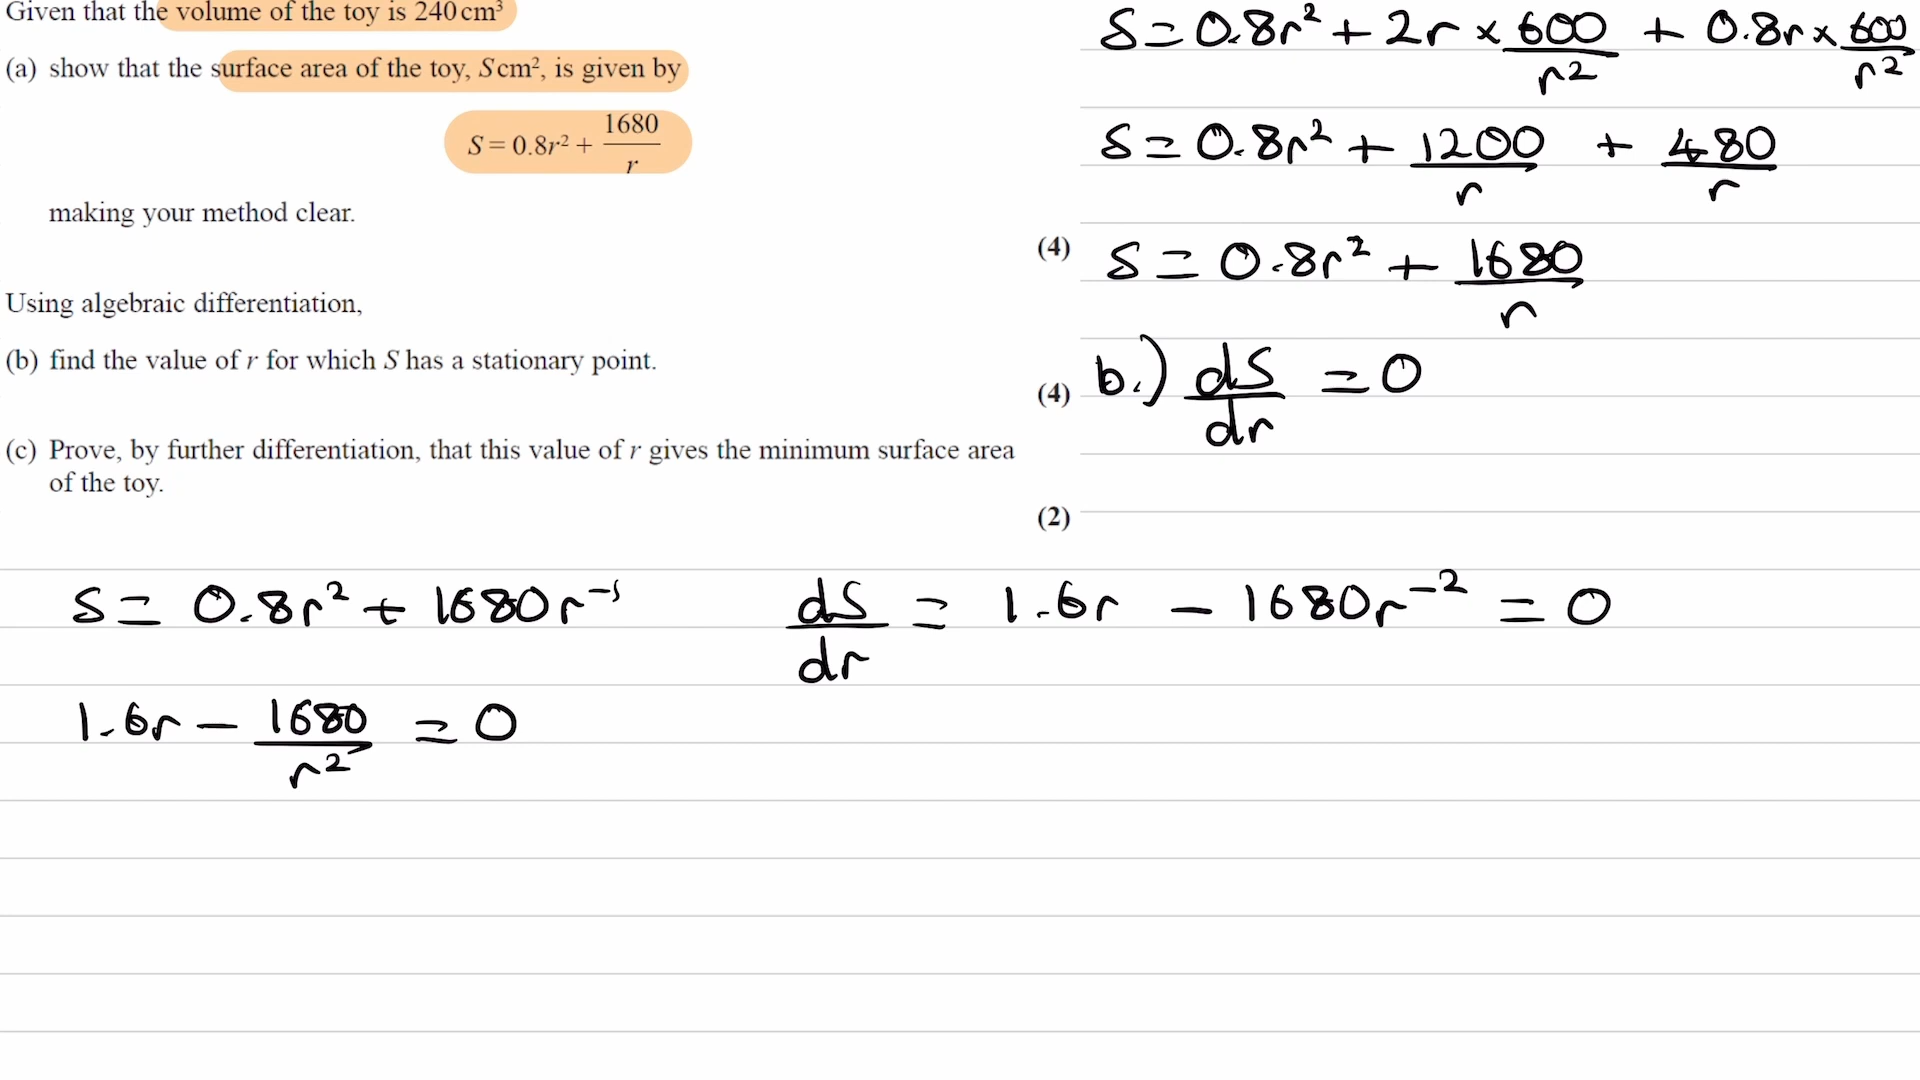 Given that the volume of the toy is 240 cm³
(a) show that the surface area of the toy, S cm², is given by
S = 0.8r² + 1680/r
making your method clear.
(4)
Using algebraic differentiation,
(b) find the value of r for which S has a stationary point.
(4)
(c) Prove, by further differentiation, that this value of r gives the minimum surface area
of the toy.
(2)
S = 0.8r² + 2r × 600/r² + 0.8r × 600/r²
S = 0.8r² + 1200/r + 480/r
S = 0.8r² + 1680/r
b.) dS/dr = 0
S = 0.8r² + 1680r⁻¹
dS/dr = 1.6r − 1680r⁻² = 0
1.6r − 1680/r² = 0